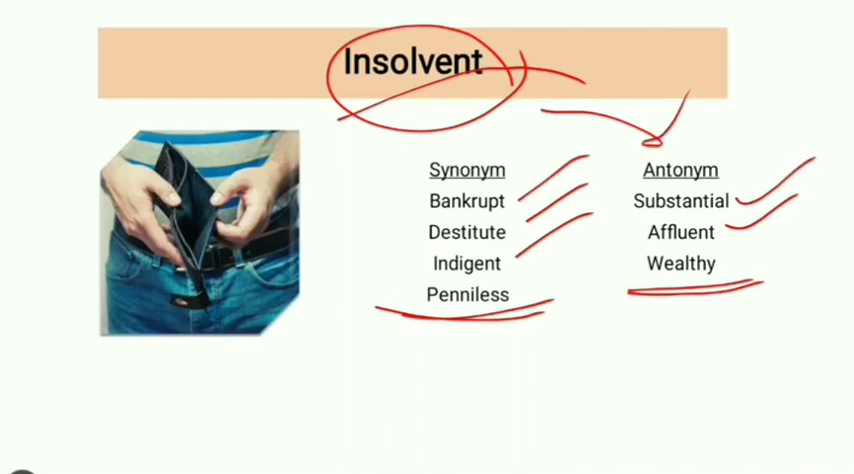 Insolvent
Synonym
Bankrupt
Destitute
Indigent
Penniless
Antonym
Substantial
Affluent
Wealthy